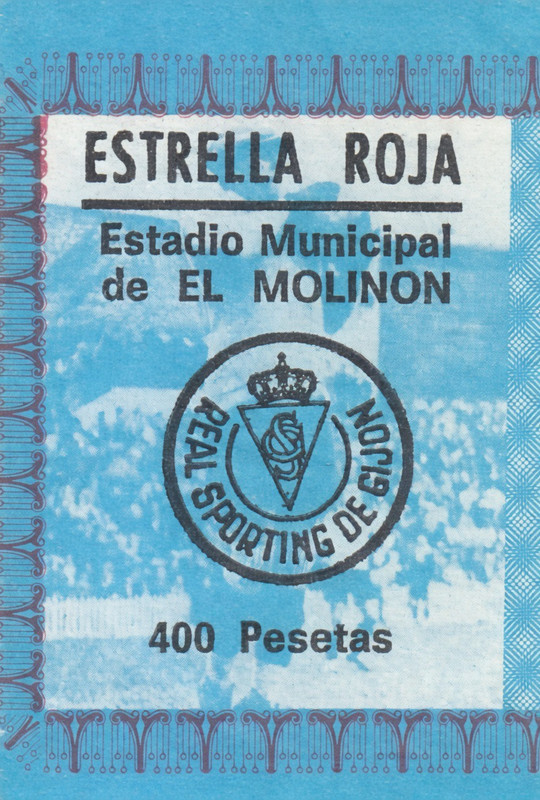 ESTRELLA ROJA
Estadio Municipal
de EL MOLINON
REAL SPORTING DE GIJON
400 Pesetas